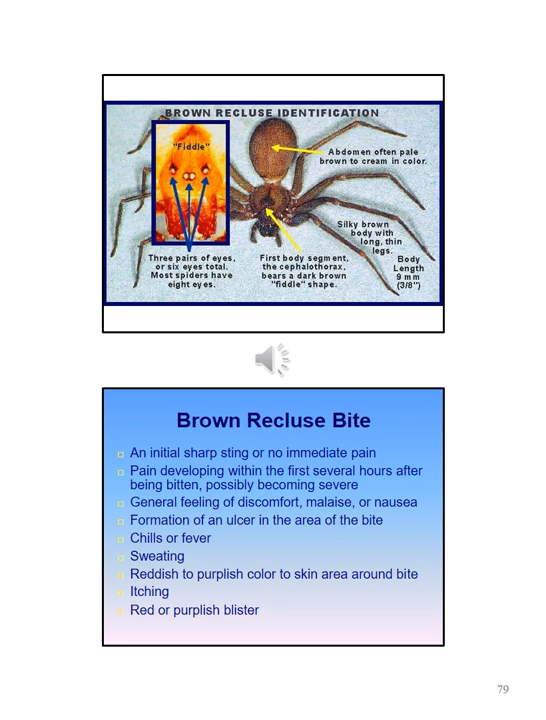 BROWN RECLUSE IDENTIFICATION
"Fiddle"
Abdomen often pale
brown to cream in color.
Silky brown
body with
long, thin
legs.
Body
Length
9 mm
(3/8")
Three pairs of eyes,
or six eyes total.
Most spiders have
eight eyes.
First body segment,
the cephalothorax,
bears a dark brown
"fiddle" shape.
Brown Recluse Bite
An initial sharp sting or no immediate pain
Pain developing within the first several hours after
being bitten, possibly becoming severe
General feeling of discomfort, malaise, or nausea
Formation of an ulcer in the area of the bite
Chills or fever
Sweating
Reddish to purplish color to skin area around bite
Itching
Red or purplish blister
79